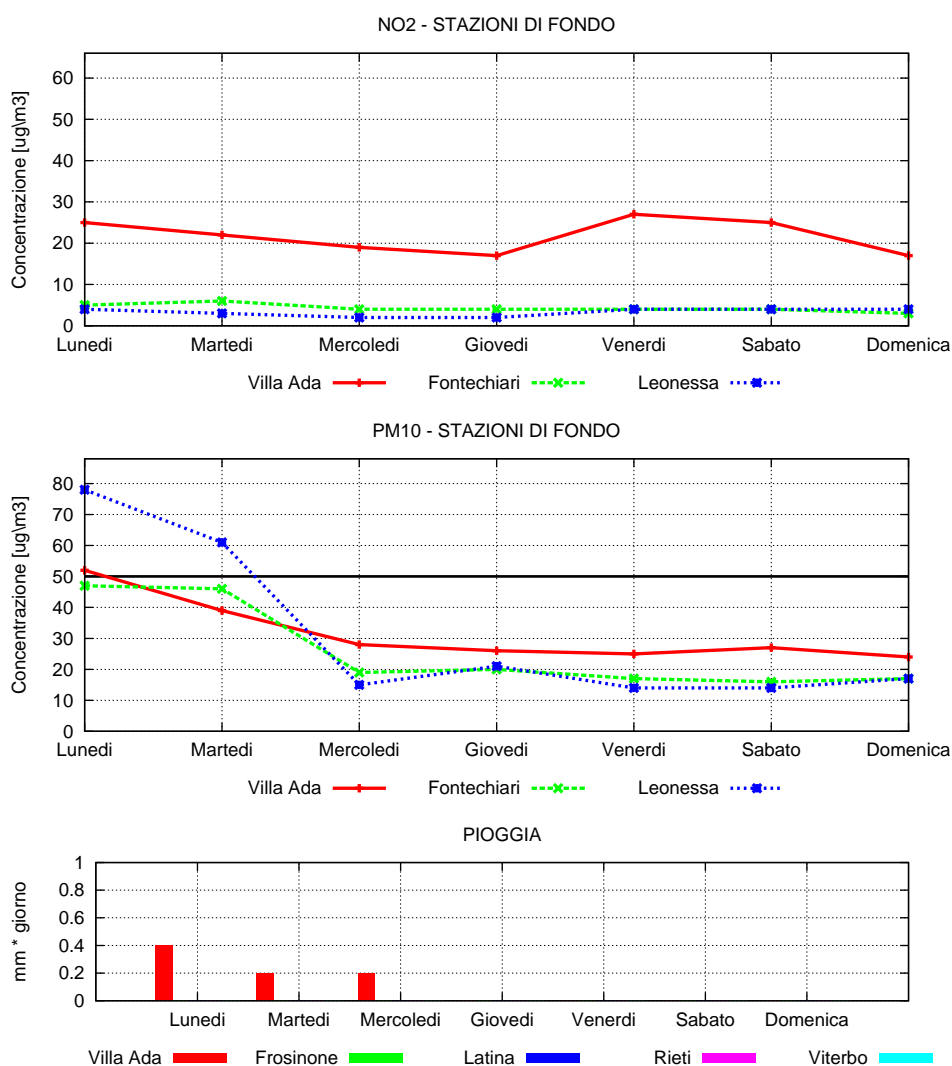 NO2 - STAZIONI DI FONDO
Concentrazione [ug\m3]
60
50
40
30
20
10
0
Lunedi Martedi Mercoledi Giovedi Venerdi Sabato Domenica
Villa Ada Fontechiari Leonessa
PM10 - STAZIONI DI FONDO
Concentrazione [ug\m3]
80
70
60
50
40
30
20
10
0
Lunedi Martedi Mercoledi Giovedi Venerdi Sabato Domenica
Villa Ada Fontechiari Leonessa
PIOGGIA
mm * giorno
1
0.8
0.6
0.4
0.2
0
Lunedi Martedi Mercoledi Giovedi Venerdi Sabato Domenica
Villa Ada Frosinone Latina Rieti Viterbo